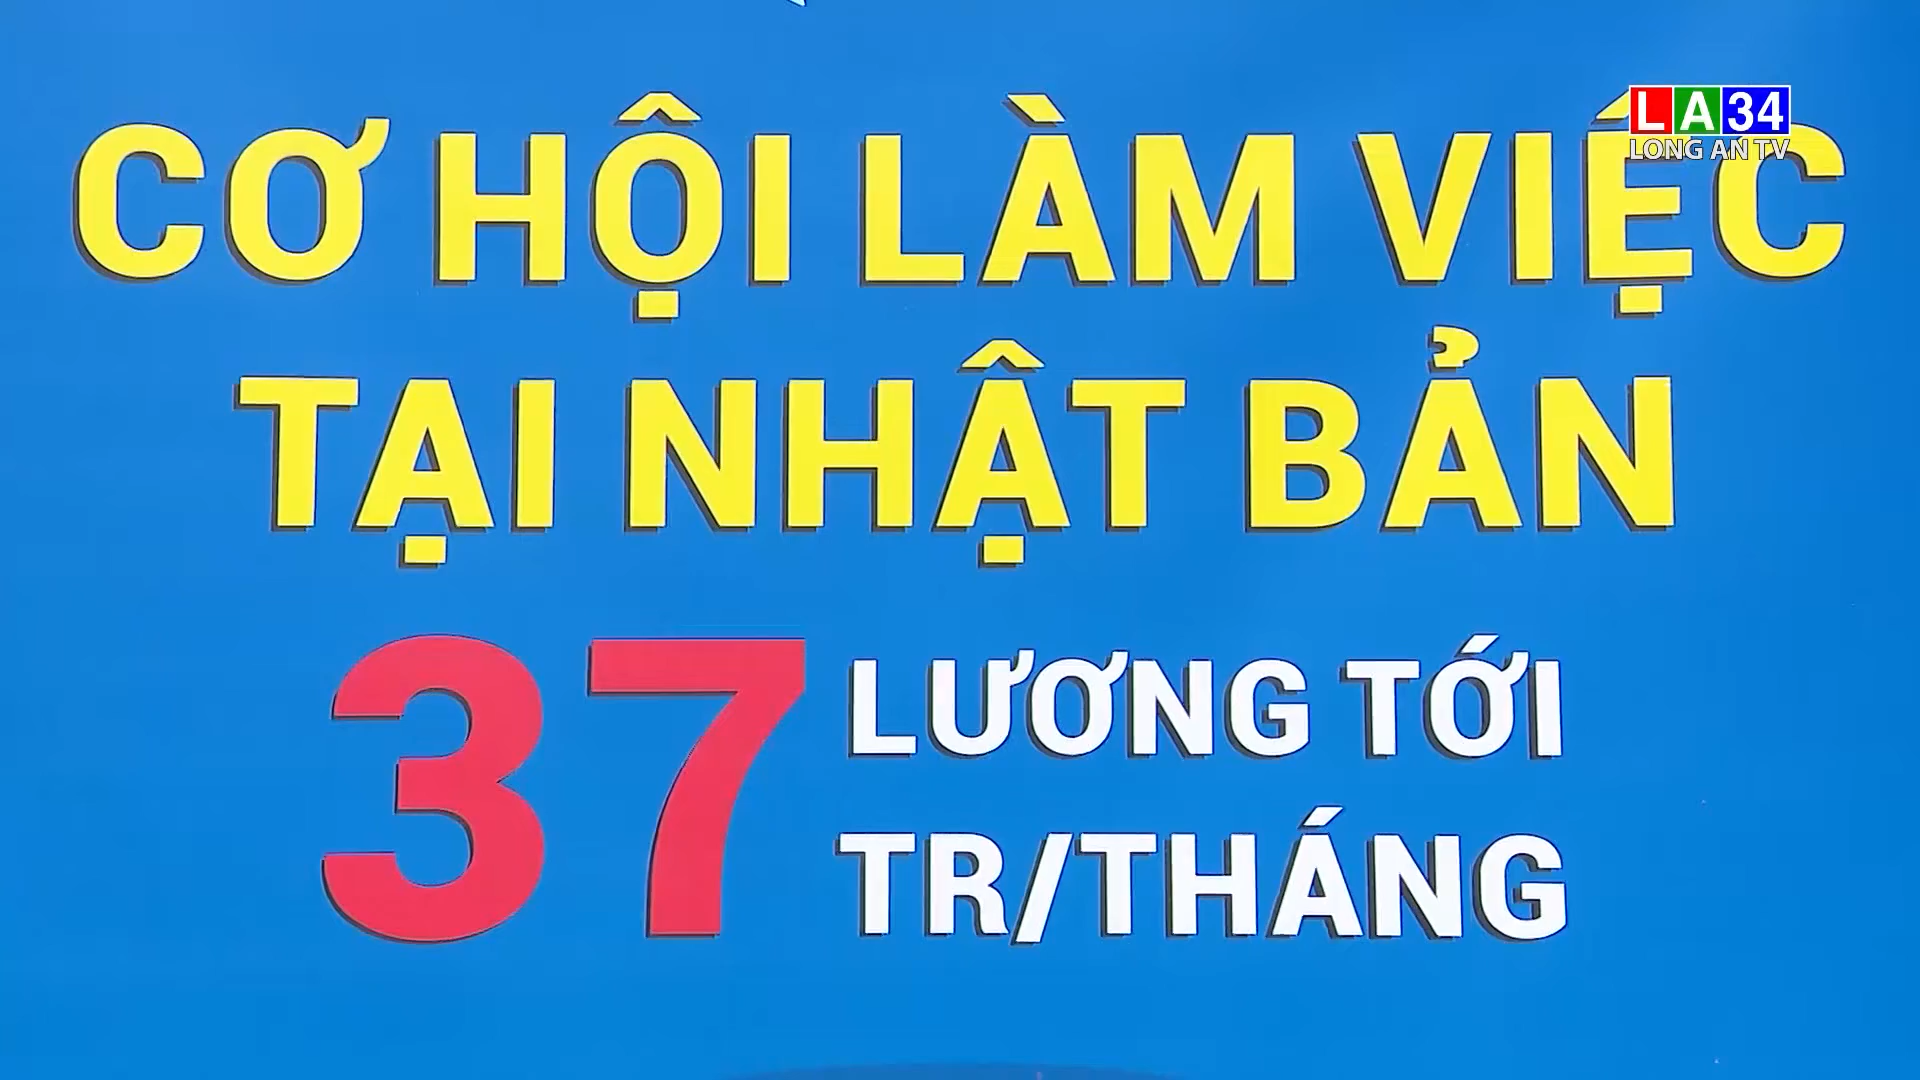 LA34
LONG AN TV
CƠ HỘI LÀM VIỆC
TẠI NHẬT BẢN
37 LƯƠNG TỚI
TR/THÁNG